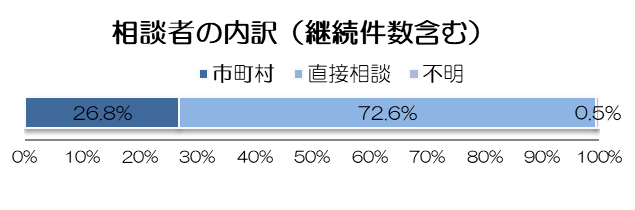 相談者の内訳（継続件数含む）
市町村 直接相談 不明
26.8% 72.6% 0.5%
0% 10% 20% 30% 40% 50% 60% 70% 80% 90% 100%